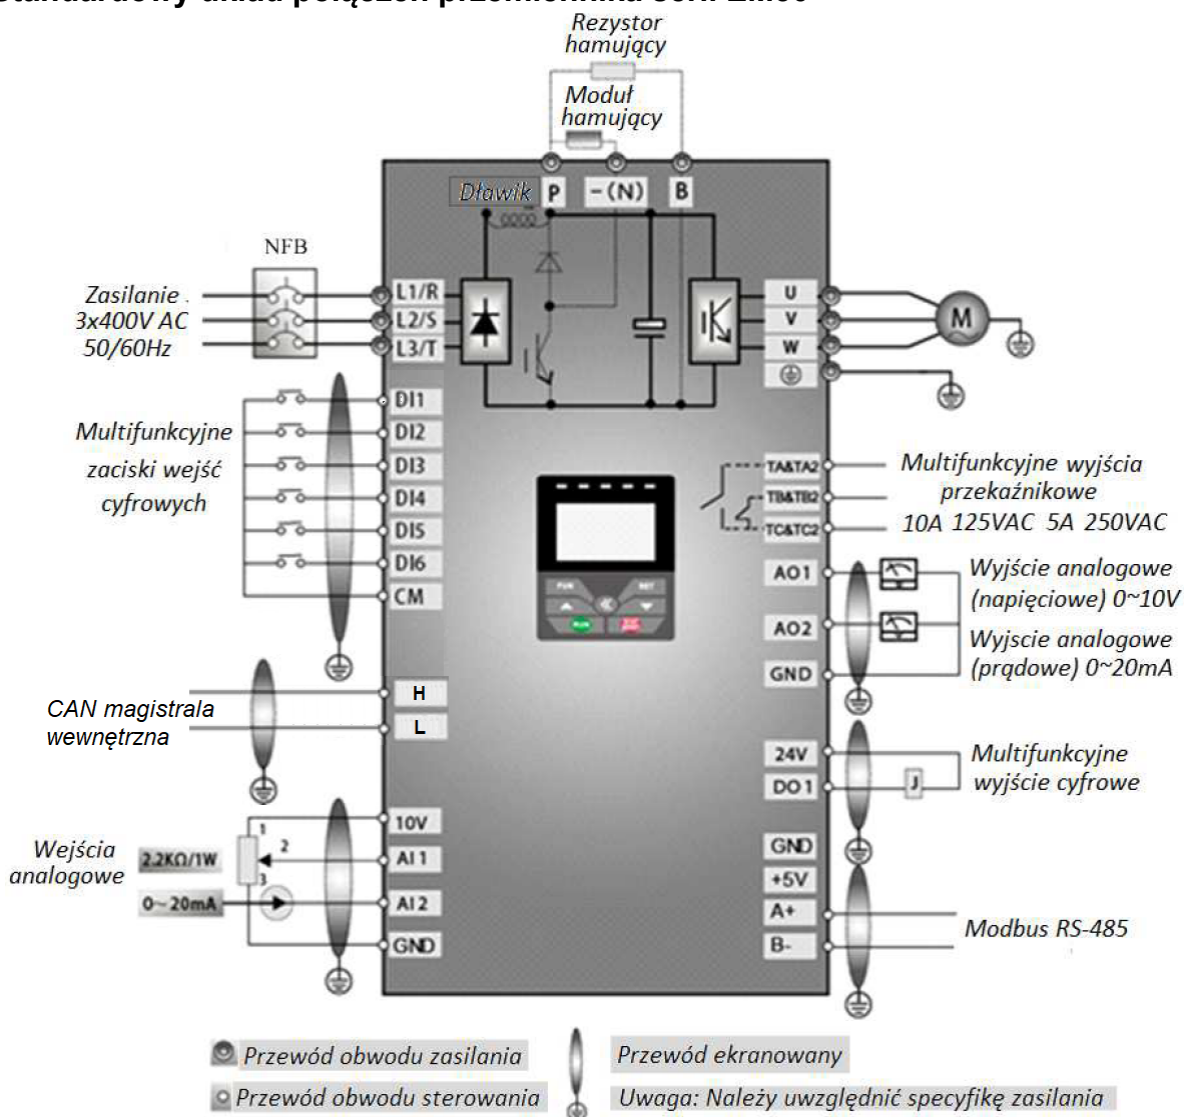 Rezystor
hamujący
Moduł
hamujący
Dławik
P
-(N)
B
NFB
Zasilanie
3x400V AC
50/60Hz
L1/R
L2/S
L3/T
U
V
W
M
DI1
DI2
DI3
DI4
DI5
DI6
CM
Multifunkcyjne
zaciski wejść
cyfrowych
TA&TA2
TB&TB2
TC&TC2
Multifunkcyjne wyjścia
przekaźnikowe
10A 125VAC 5A 250VAC
RUN
AO1
AO2
GND
Wyjście analogowe
(napięciowe) 0~10V
Wyjscie analogowe
(prądowe) 0~20mA
H
L
CAN magistrala
wewnętrzna
24V
DO1
J
Multifunkcyjne
wyjście cyfrowe
10V
AI1
AI2
GND
Wejścia
analogowe
2.2KΩ/1W
0~20mA
1
2
3
GND
+5V
A+
B-
Modbus RS-485
Przewód obwodu zasilania
Przewód ekranowany
Przewód obwodu sterowania
Uwaga: Należy uwzględnić specyfikę zasilania